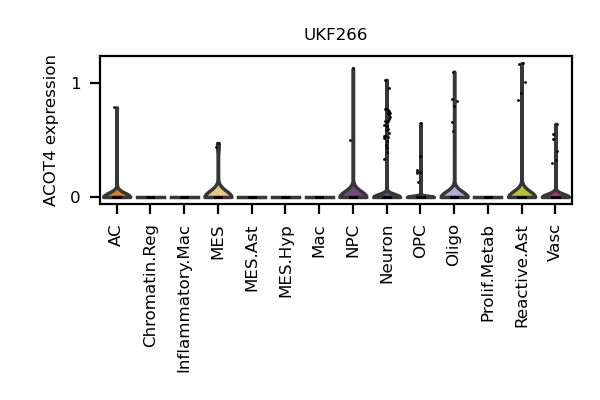 UKF266
ACOT4 expression
1
0
AC
Chromatin.Reg
Inflammatory.Mac
MES
MES.Ast
MES.Hyp
Mac
NPC
Neuron
OPC
Oligo
Prolif.Metab
Reactive.Ast
Vasc